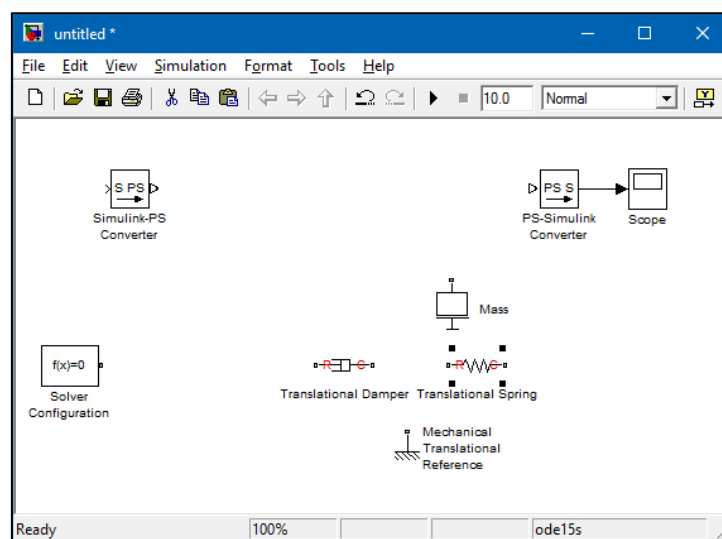 untitled *
File Edit View Simulation Format Tools Help
10.0 Normal
S PS
Simulink-PS
Converter
PS S
PS-Simulink
Converter
Scope
Mass
f(x)=0
Solver
Configuration
R C
Translational Damper
R C
Translational Spring
Mechanical
Translational
Reference
Ready 100% ode15s